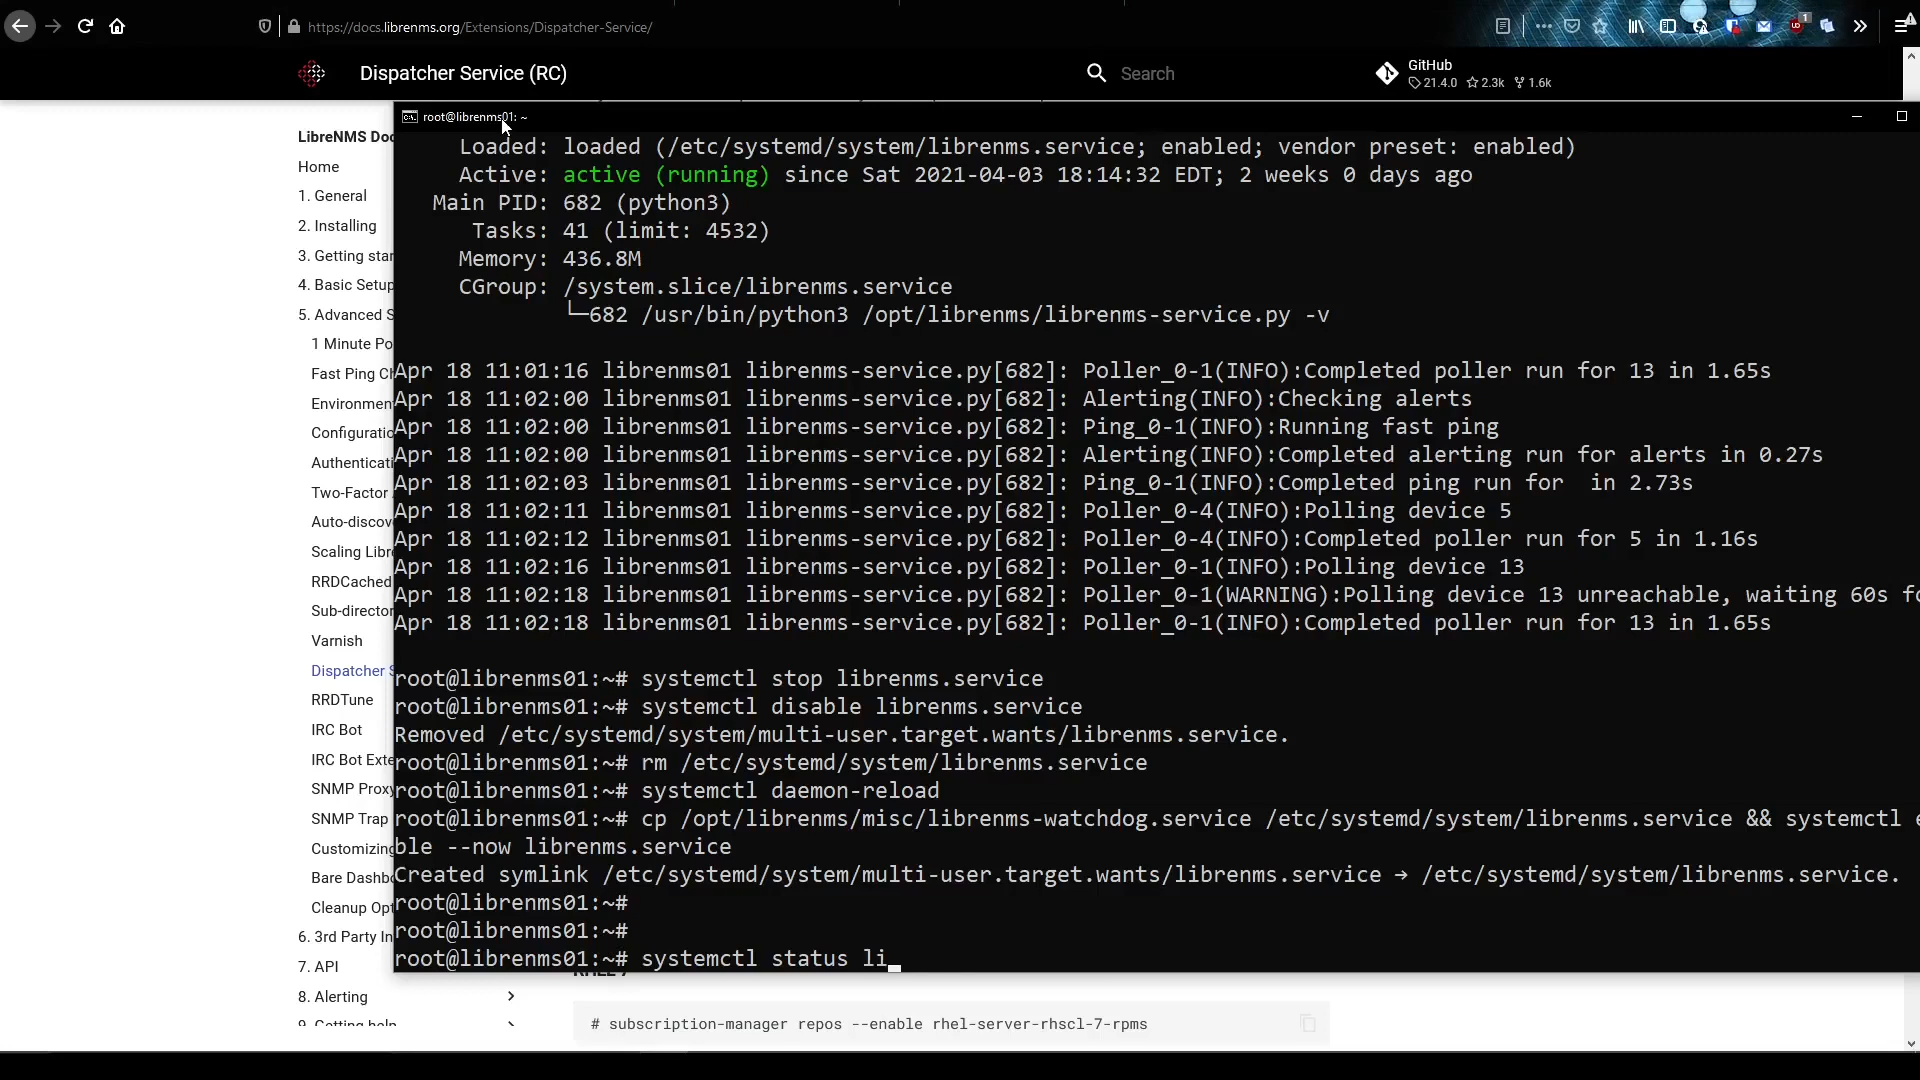 https://docs.librenms.org/Extensions/Dispatcher-Service/
1
Dispatcher Service (RC)
Search
GitHub
21.4.0 2.3k 1.6k
root@librenms01: ~
LibreNMS Doc
Home
1. General
2. Installing
3. Getting star
4. Basic Setup
5. Advanced S
1 Minute Po
Fast Ping Ch
Environmen
Configuratio
Authenticati
Two-Factor
Auto-discov
Scaling Libre
RRDCached
Sub-director
Varnish
Dispatcher S
RRDTune
IRC Bot
IRC Bot Exte
SNMP Proxy
SNMP Trap
Customizing
Bare Dashbo
Cleanup Opt
6. 3rd Party In
7. API
8. Alerting
9. Getting help
Loaded: loaded (/etc/systemd/system/librenms.service; enabled; vendor preset: enabled)
Active: active (running) since Sat 2021-04-03 18:14:32 EDT; 2 weeks 0 days ago
Main PID: 682 (python3)
Tasks: 41 (limit: 4532)
Memory: 436.8M
CGroup: /system.slice/librenms.service
└─682 /usr/bin/python3 /opt/librenms/librenms-service.py -v
Apr 18 11:01:16 librenms01 librenms-service.py[682]: Poller_0-1(INFO):Completed poller run for 13 in 1.65s
Apr 18 11:02:00 librenms01 librenms-service.py[682]: Alerting(INFO):Checking alerts
Apr 18 11:02:00 librenms01 librenms-service.py[682]: Ping_0-1(INFO):Running fast ping
Apr 18 11:02:00 librenms01 librenms-service.py[682]: Alerting(INFO):Completed alerting run for alerts in 0.27s
Apr 18 11:02:03 librenms01 librenms-service.py[682]: Ping_0-1(INFO):Completed ping run for  in 2.73s
Apr 18 11:02:11 librenms01 librenms-service.py[682]: Poller_0-4(INFO):Polling device 5
Apr 18 11:02:12 librenms01 librenms-service.py[682]: Poller_0-4(INFO):Completed poller run for 5 in 1.16s
Apr 18 11:02:16 librenms01 librenms-service.py[682]: Poller_0-1(INFO):Polling device 13
Apr 18 11:02:18 librenms01 librenms-service.py[682]: Poller_0-1(WARNING):Polling device 13 unreachable, waiting 60s fo
Apr 18 11:02:18 librenms01 librenms-service.py[682]: Poller_0-1(INFO):Completed poller run for 13 in 1.65s
root@librenms01:~# systemctl stop librenms.service
root@librenms01:~# systemctl disable librenms.service
Removed /etc/systemd/system/multi-user.target.wants/librenms.service.
root@librenms01:~# rm /etc/systemd/system/librenms.service
root@librenms01:~# systemctl daemon-reload
root@librenms01:~# cp /opt/librenms/misc/librenms-watchdog.service /etc/systemd/system/librenms.service && systemctl e
ble --now librenms.service
Created symlink /etc/systemd/system/multi-user.target.wants/librenms.service → /etc/systemd/system/librenms.service.
root@librenms01:~#
root@librenms01:~#
root@librenms01:~# systemctl status li
# subscription-manager repos --enable rhel-server-rhscl-7-rpms